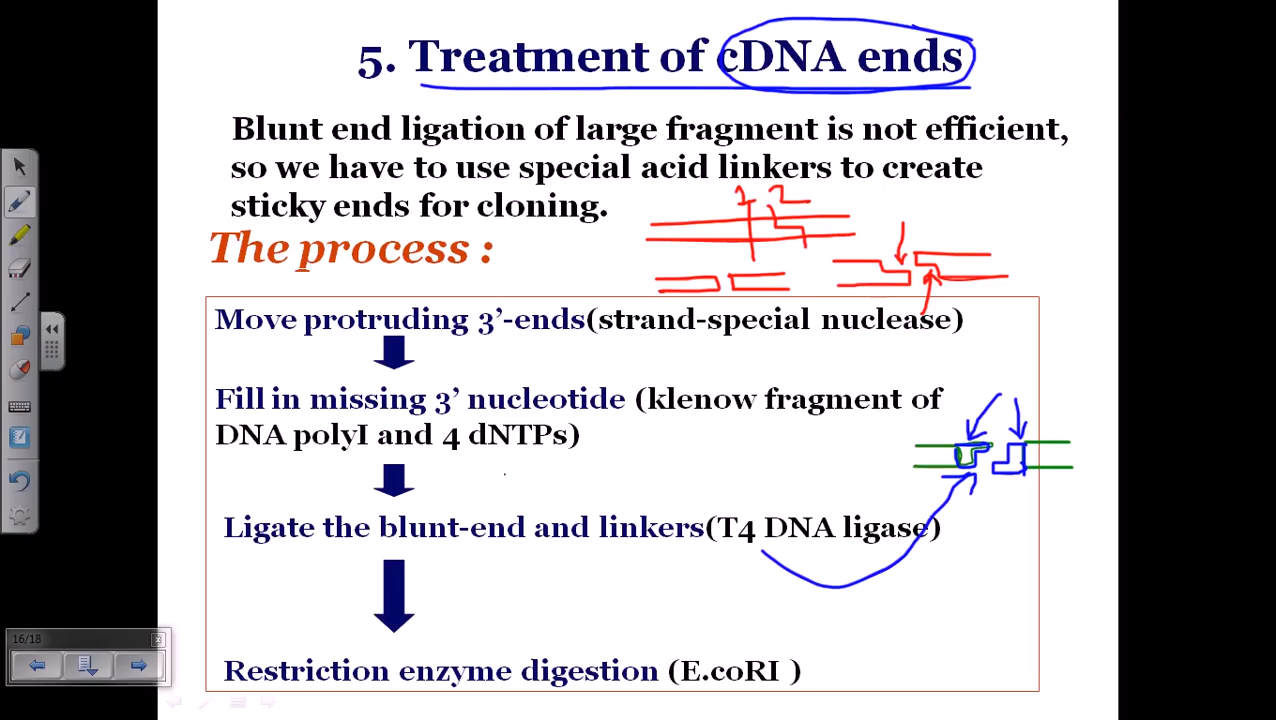 5. Treatment of cDNA ends
Blunt end ligation of large fragment is not efficient,
so we have to use special acid linkers to create
sticky ends for cloning.
1 2
The process :
Move protruding 3’-ends(strand-special nuclease)
Fill in missing 3’ nucleotide (klenow fragment of
DNA polyI and 4 dNTPs)
Ligate the blunt-end and linkers(T4 DNA ligase)
16/18
Restriction enzyme digestion (E.coRI )